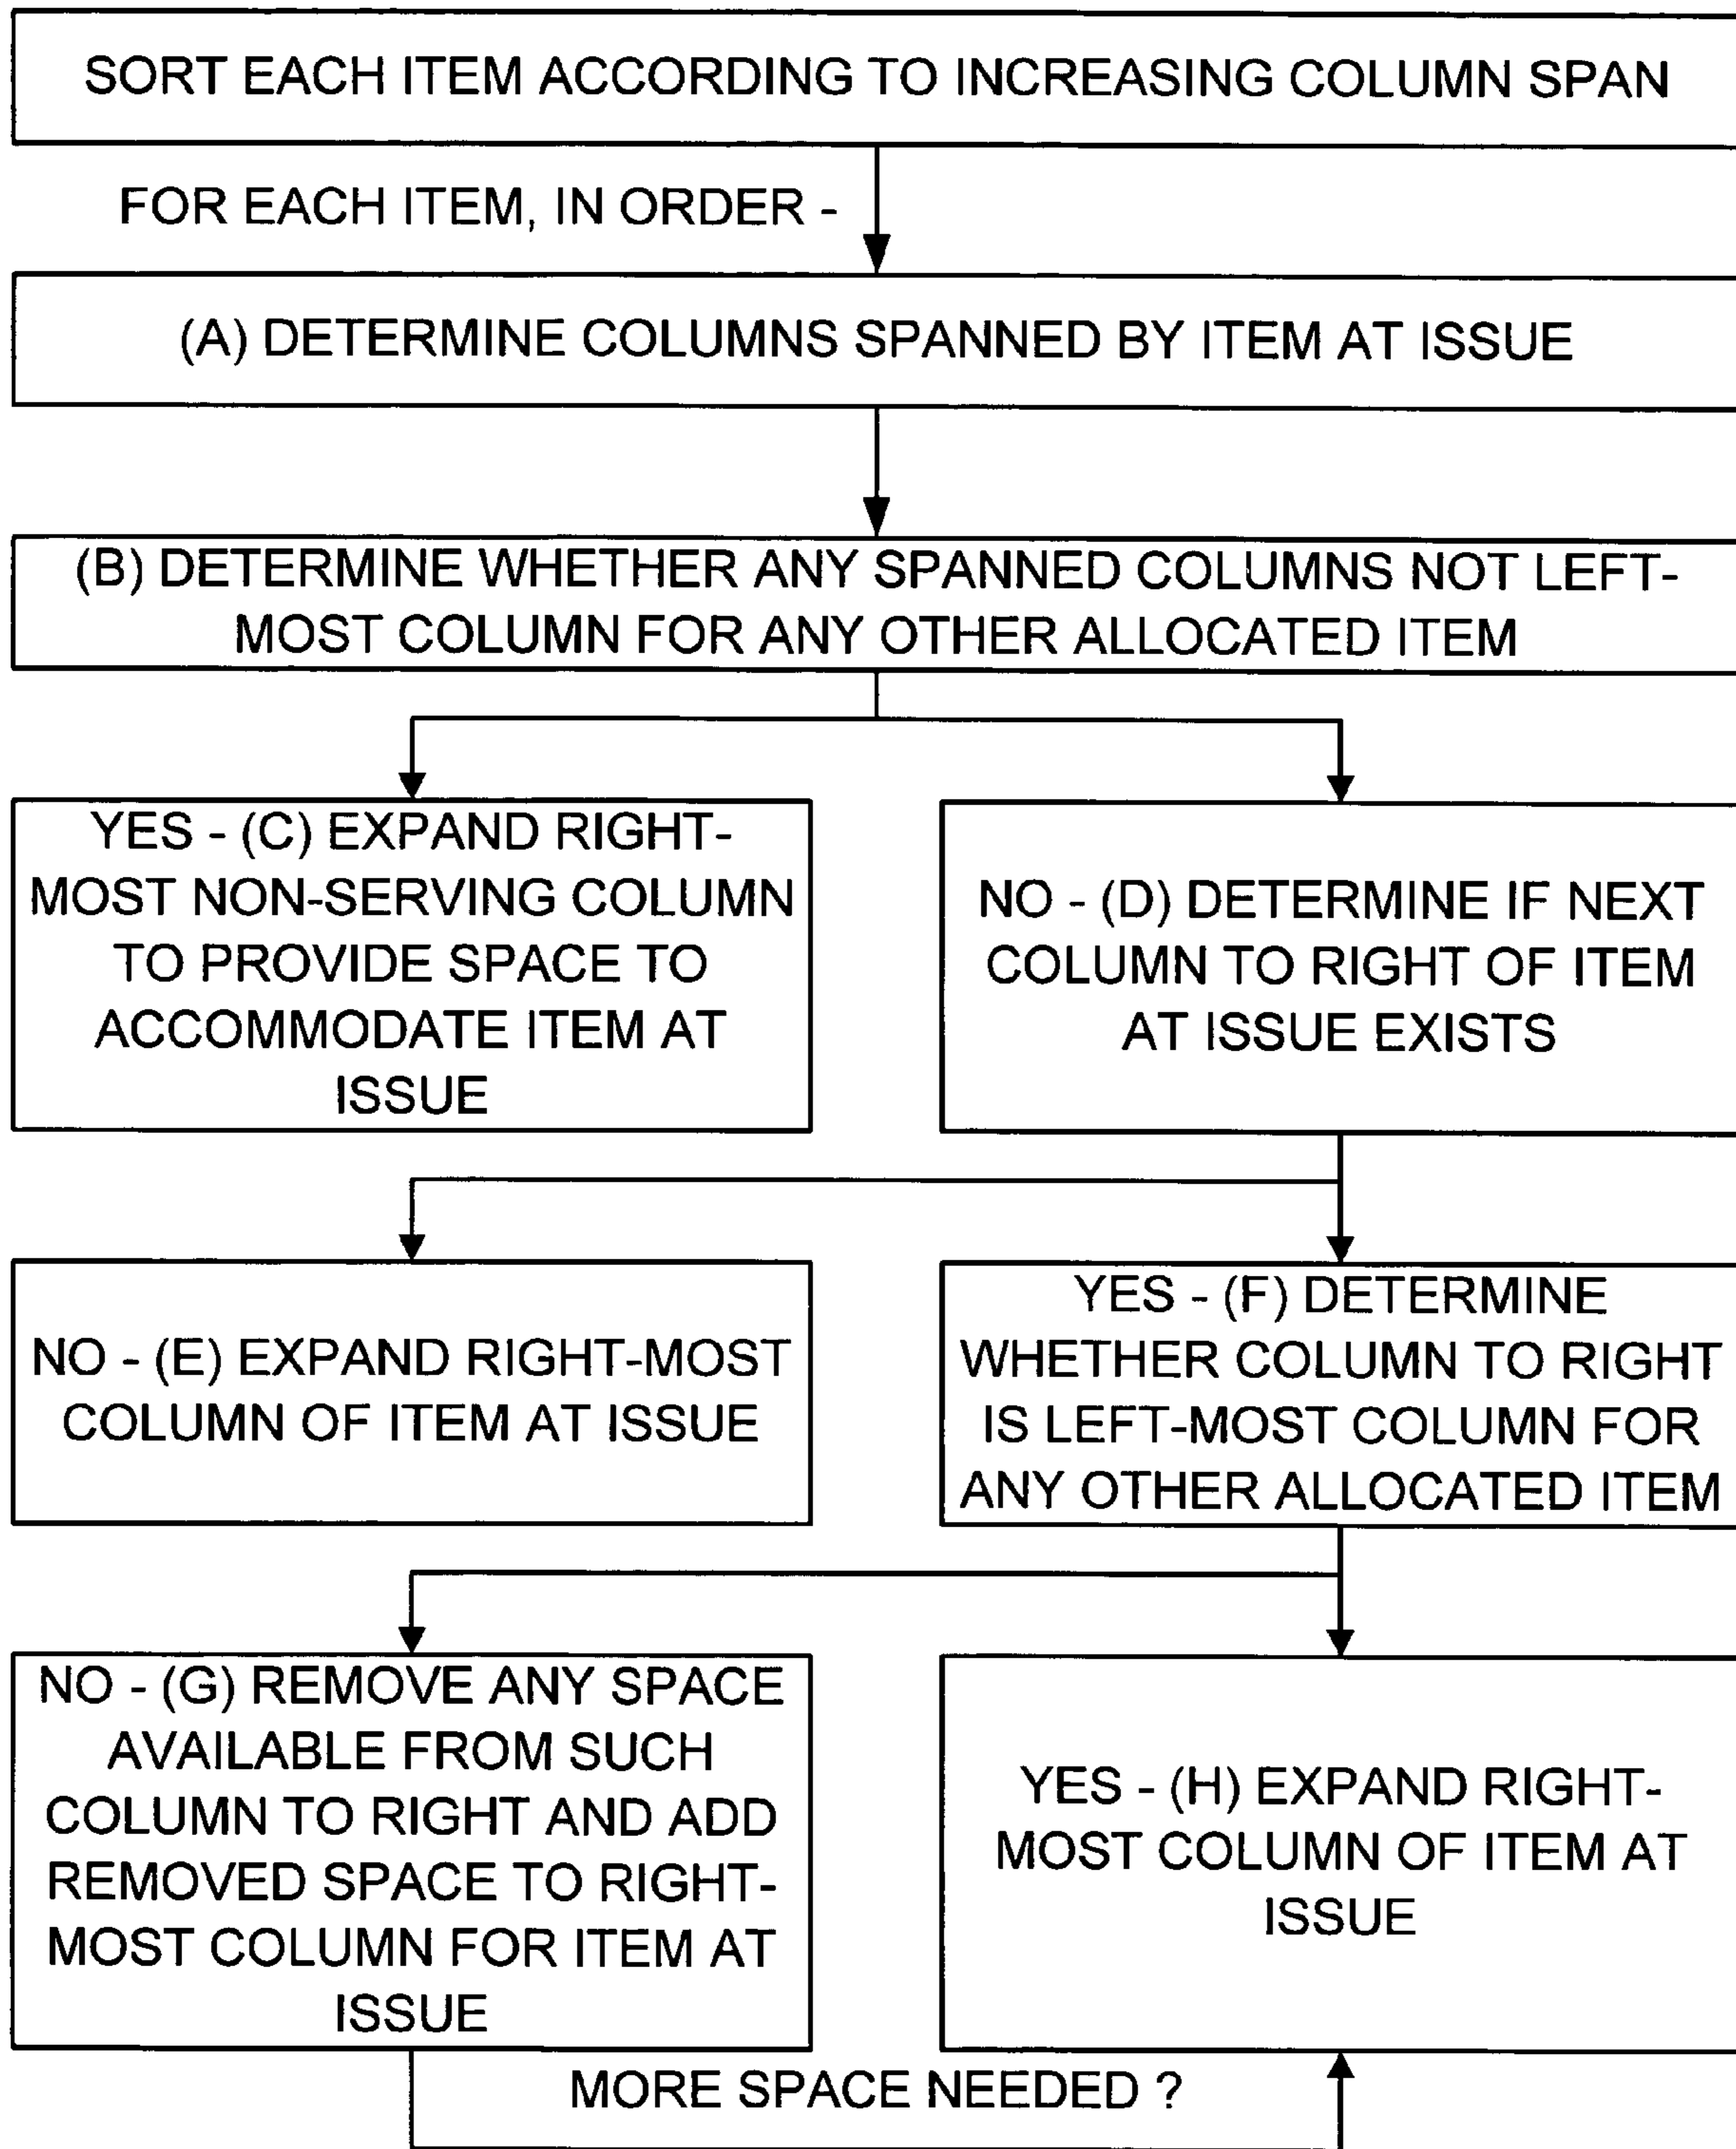 SORT EACH ITEM ACCORDING TO INCREASING COLUMN SPAN
FOR EACH ITEM, IN ORDER -
(A) DETERMINE COLUMNS SPANNED BY ITEM AT ISSUE
(B) DETERMINE WHETHER ANY SPANNED COLUMNS NOT LEFT-
MOST COLUMN FOR ANY OTHER ALLOCATED ITEM
YES - (C) EXPAND RIGHT-
MOST NON-SERVING COLUMN
TO PROVIDE SPACE TO
ACCOMMODATE ITEM AT
ISSUE
NO - (D) DETERMINE IF NEXT
COLUMN TO RIGHT OF ITEM
AT ISSUE EXISTS
NO - (E) EXPAND RIGHT-MOST
COLUMN OF ITEM AT ISSUE
YES - (F) DETERMINE
WHETHER COLUMN TO RIGHT
IS LEFT-MOST COLUMN FOR
ANY OTHER ALLOCATED ITEM
NO - (G) REMOVE ANY SPACE
AVAILABLE FROM SUCH
COLUMN TO RIGHT AND ADD
REMOVED SPACE TO RIGHT-
MOST COLUMN FOR ITEM AT
ISSUE
YES - (H) EXPAND RIGHT-
MOST COLUMN OF ITEM AT
ISSUE
MORE SPACE NEEDED ?